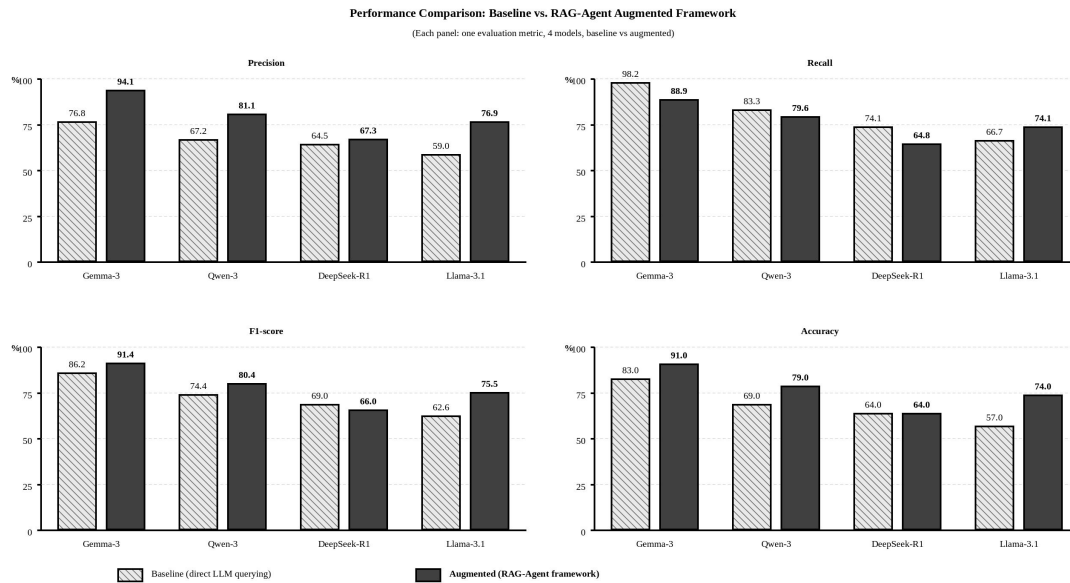 Performance Comparison: Baseline vs. RAG-Agent Augmented Framework
(Each panel: one evaluation metric, 4 models, baseline vs augmented)
Precision
%
100
75
50
25
0
76.8
94.1
67.2
81.1
64.5
67.3
59.0
76.9
Gemma-3
Qwen-3
DeepSeek-R1
Llama-3.1
Recall
%
100
75
50
25
0
98.2
88.9
83.3
79.6
74.1
64.8
66.7
74.1
Gemma-3
Qwen-3
DeepSeek-R1
Llama-3.1
F1-score
%
100
75
50
25
0
86.2
91.4
74.4
80.4
69.0
66.0
62.6
75.5
Gemma-3
Qwen-3
DeepSeek-R1
Llama-3.1
Accuracy
%
100
75
50
25
0
83.0
91.0
69.0
79.0
64.0
64.0
57.0
74.0
Gemma-3
Qwen-3
DeepSeek-R1
Llama-3.1
Baseline (direct LLM querying)
Augmented (RAG-Agent framework)